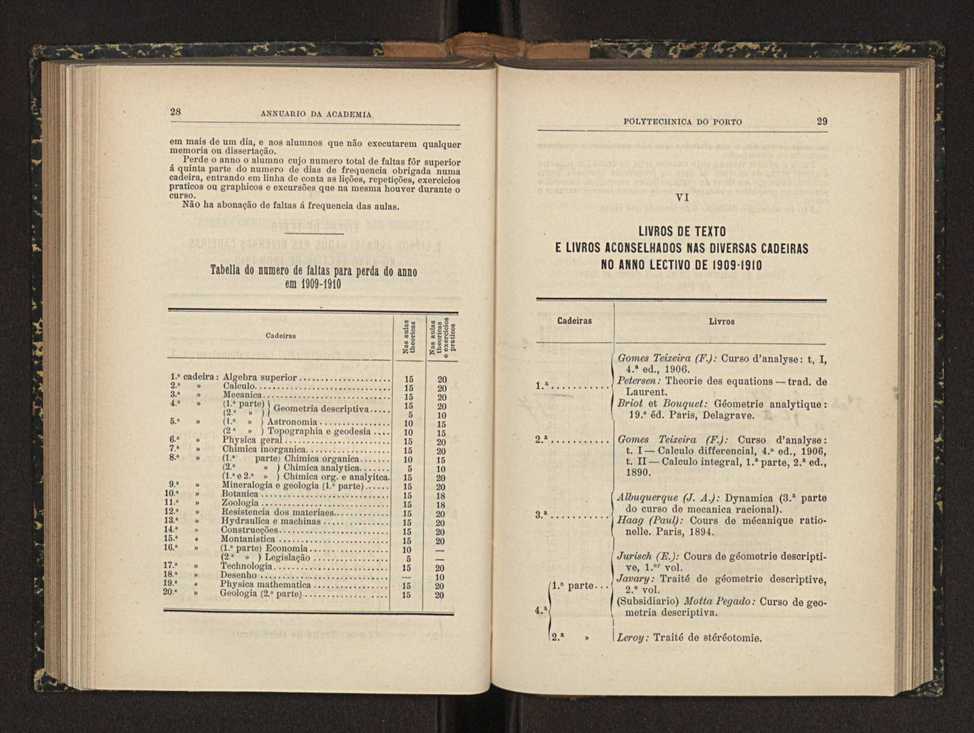 28 ANNUARIO DA ACADEMIA
em mais de um dia, e aos alumnos que não executarem qualquer
memoria ou dissertação.
Perde o anno o alumno cujo numero total de faltas fôr superior
á quinta parte do numero de dias de frequencia obrigada numa
cadeira, entrando em linha de conta as lições, repetições, exercicios
praticos ou graphicos e excursões que na mesma houver durante o
curso.
Não ha abonação de faltas á frequencia das aulas.
Tabella do numero de faltas para perda do anno
em 1909-1910
Cadeiras
Nas aulas
theoricas
Nas aulas
theoricas
e exercicios
praticos
1.ª cadeira: Algebra superior 15 20
2.ª » Calculo 15 20
3.ª » Mecanica 15 20
4.ª » (1.ª parte) Geometria descriptiva 15 20
(2.ª » ) 5 10
5.ª » (1.ª » ) Astronomia 10 15
(2.ª » ) Topographia e geodesia 10 15
6.ª » Physica geral 15 20
7.ª » Chimica inorganica 15 20
8.ª » (1.ª parte) Chimica organica 10 15
(2.ª » ) Chimica analytica 5 10
(1.ª e 2.ª » ) Chimica org. e analyitca. 15 20
9.ª » Mineralogia e geologia (1.ª parte) 15 20
10.ª » Botanica 15 18
11.ª » Zoologia 15 18
12.ª » Resistencia dos materiaes 15 20
13.ª » Hydraulica e machinas 15 20
14.ª » Construcções 15 20
15.ª » Montanistica 15 20
16.ª » (1.ª parte) Economia 10 —
(2.ª » ) Legislação 5 —
17.ª » Technologia 15 20
18.ª » Desenho — 10
19.ª » Physica mathematica 15 20
20.ª » Geologia (2.ª parte) 15 20
POLYTECHNICA DO PORTO 29
VI
LIVROS DE TEXTO
E LIVROS ACONSELHADOS NAS DIVERSAS CADEIRAS
NO ANNO LECTIVO DE 1909-1910
Cadeiras Livros
Gomes Teixeira (F.): Curso d'analyse: t, I,
4.ª ed., 1906.
1.ª Petersen: Theorie des equations — trad. de
Laurent.
Briot et Bouquet: Géometrie analytique:
19.ª éd. Paris, Delagrave.
2.ª Gomes Teixeira (F.): Curso d'analyse:
t. I — Calculo differencial, 4.ª ed., 1906,
t. II — Calculo integral, 1.ª parte, 2.ª ed.,
1890.
Albuquerque (J. A.): Dynamica (3.ª parte
do curso de mecanica racional).
3.ª Haag (Paul): Cours de mécanique ratio-
nelle. Paris, 1894.
Jurisch (E.): Cours de géometrie descripti-
ve, 1.er vol.
1.ª parte Javary: Traité de géometrie descriptive,
2.º vol.
(Subsidiario) Motta Pegado: Curso de geo-
4.ª metria descriptiva.
2.ª » Leroy: Traité de stéréotomie.